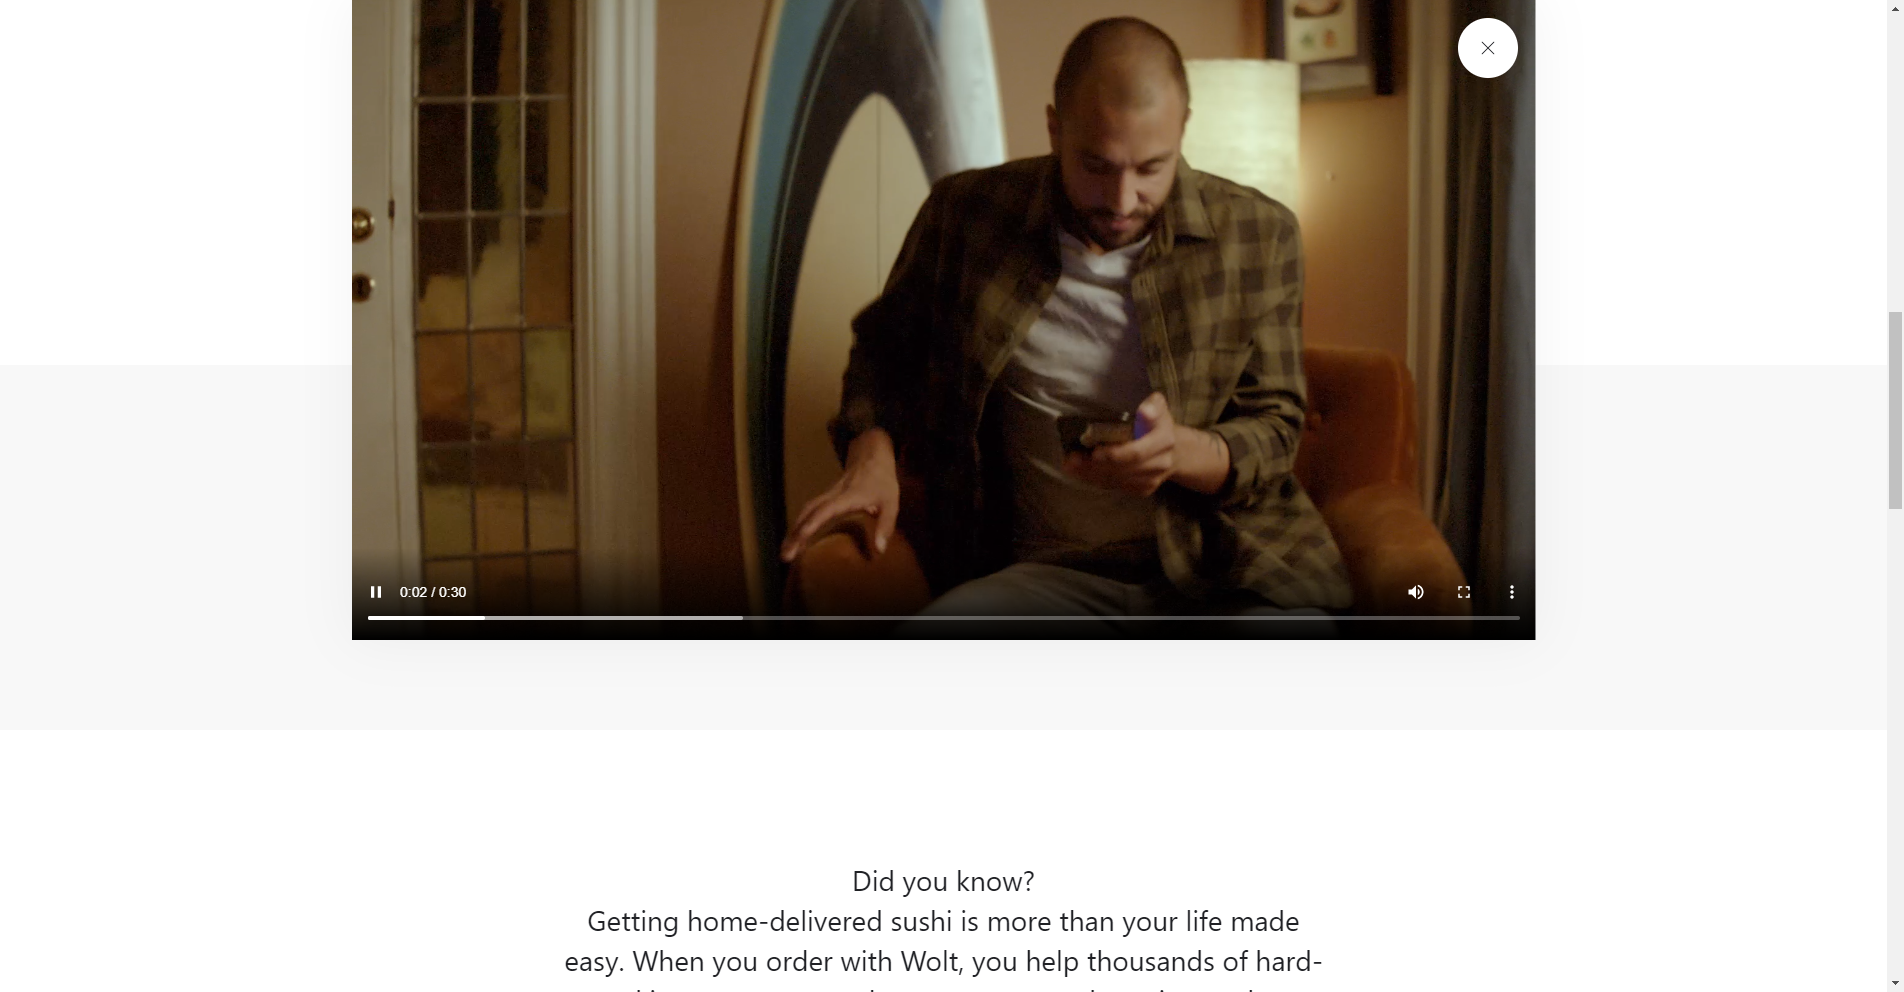 0:02 / 0:30
Did you know?
Getting home-delivered sushi is more than your life made
easy. When you order with Wolt, you help thousands of hard-